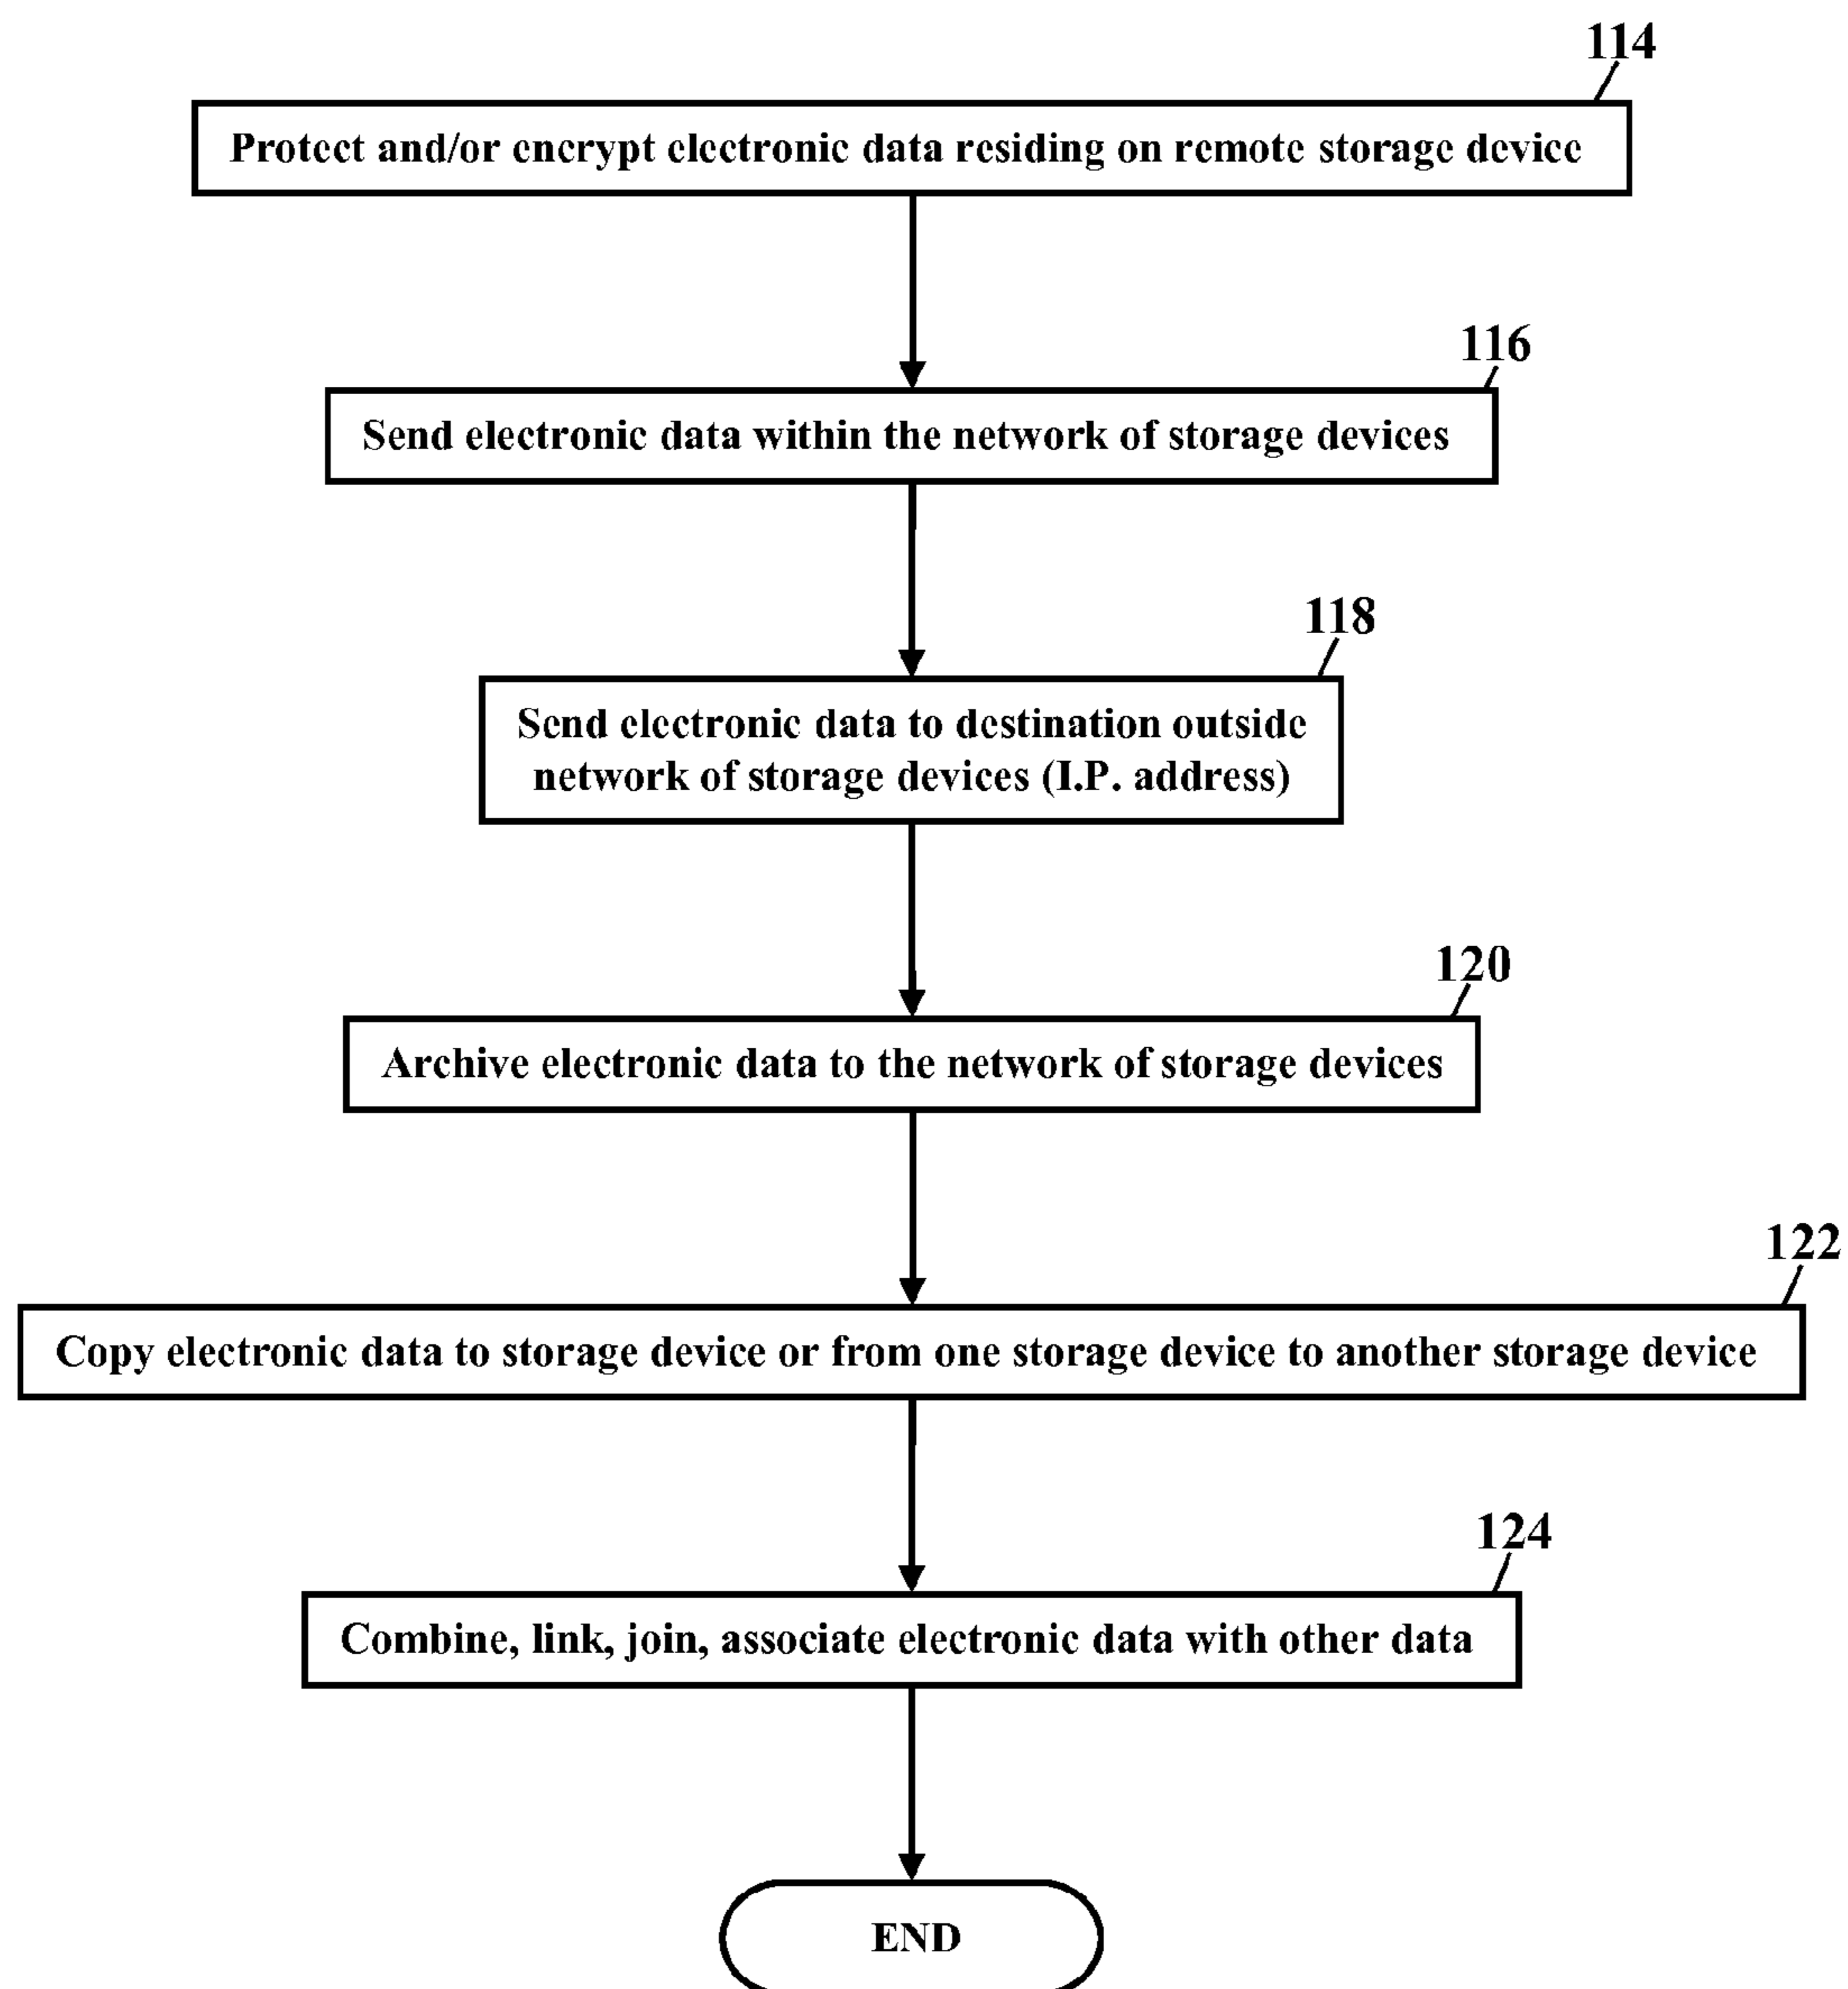 114
Protect and/or encrypt electronic data residing on remote storage device
116
Send electronic data within the network of storage devices
118
Send electronic data to destination outside
network of storage devices (I.P. address)
120
Archive electronic data to the network of storage devices
122
Copy electronic data to storage device or from one storage device to another storage device
124
Combine, link, join, associate electronic data with other data
END